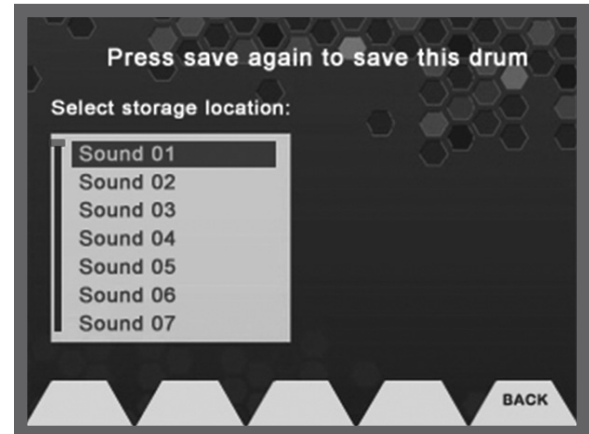 Press save again to save this drum
Select storage location:
Sound 01
Sound 02
Sound 03
Sound 04
Sound 05
Sound 06
Sound 07
BACK